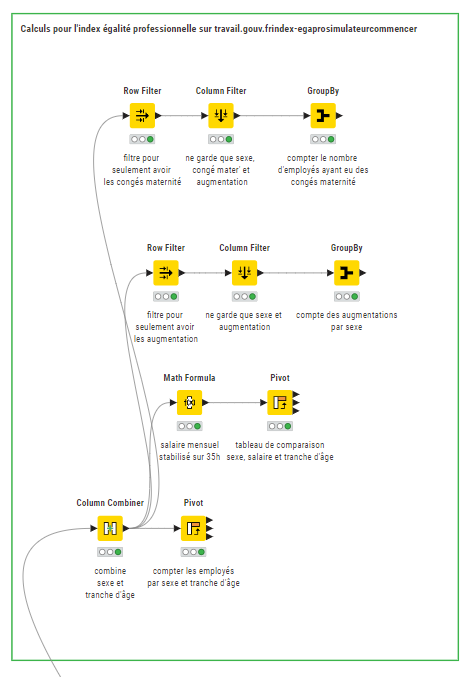 Calculs pour l'index égalité professionnelle sur travail.gouv.frindex-egaprosimulateurcommencer
Row Filter
Column Filter
GroupBy
filtre pour
seulement avoir
les congés maternité
ne garde que sexe,
congé mater' et
augmentation
compter le nombre
d'employés ayant eu des
congés maternité
Row Filter
Column Filter
GroupBy
filtre pour
seulement avoir
les augmentation
ne garde que sexe et
augmentation
compte des augmentations
par sexe
Math Formula
Pivot
salaire mensuel
stabilisé sur 35h
tableau de comparaison
sexe, salaire et tranche d'âge
Column Combiner
Pivot
combine
sexe et
tranche d'âge
compter les employés
par sexe et tranche d'âge